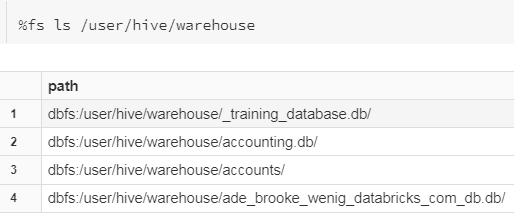 %fs ls /user/hive/warehouse
path
1 dbfs:/user/hive/warehouse/_training_database.db/
2 dbfs:/user/hive/warehouse/accounting.db/
3 dbfs:/user/hive/warehouse/accounts/
4 dbfs:/user/hive/warehouse/ade_brooke_wenig_databricks_com_db.db/